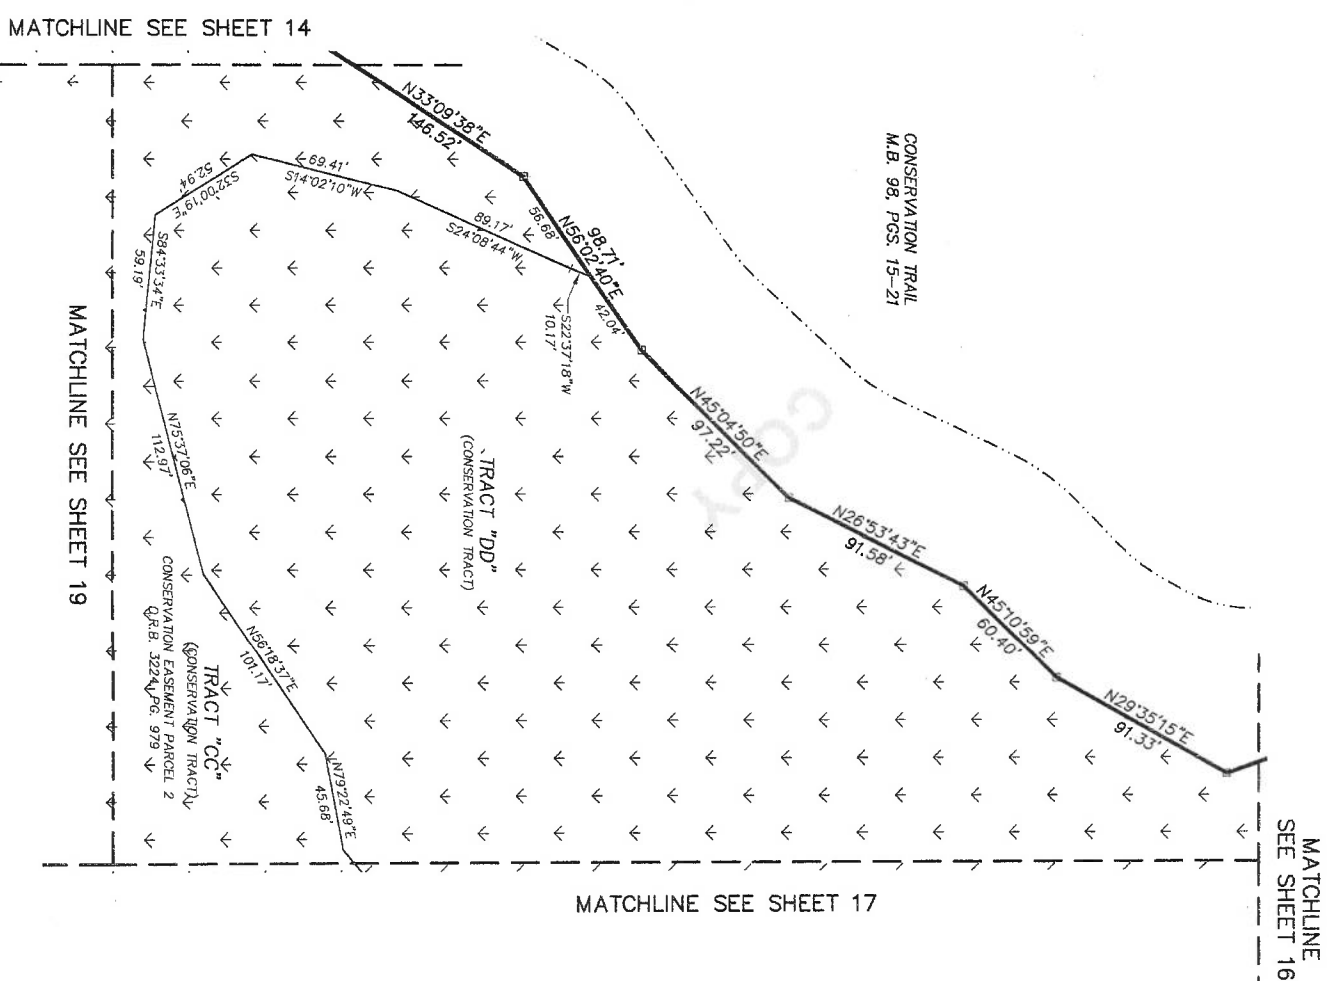 MATCHLINE SEE SHEET 14
N33°09'38"E
146.52'
CONSERVATION TRAIL
M.B. 98, PGS. 15-21
69.41'
S14°02'10"W
52.94'
S32°00'19"E
56.68'
98.71'
N56°02'40"E
42.04'
89.17'
S24°08'44"W
S22°37'18"W
10.17'
S84°33'34"E
59.19'
N45°04'50"E
97.22'
COPY
N75°37'06"E
112.97'
TRACT "DD"
(CONSERVATION TRACT)
N26°53'43"E
91.58'
MATCHLINE SEE SHEET 19
N45°10'59"E
60.40'
N56°18'37"E
101.17'
TRACT "CC"
(CONSERVATION TRACT)
CONSERVATION EASEMENT PARCEL 2
O.R.B. 3224, PG. 979
N29°35'15"E
91.33'
N79°22'49"E
45.68'
MATCHLINE SEE SHEET 17
MATCHLINE
SEE SHEET 16